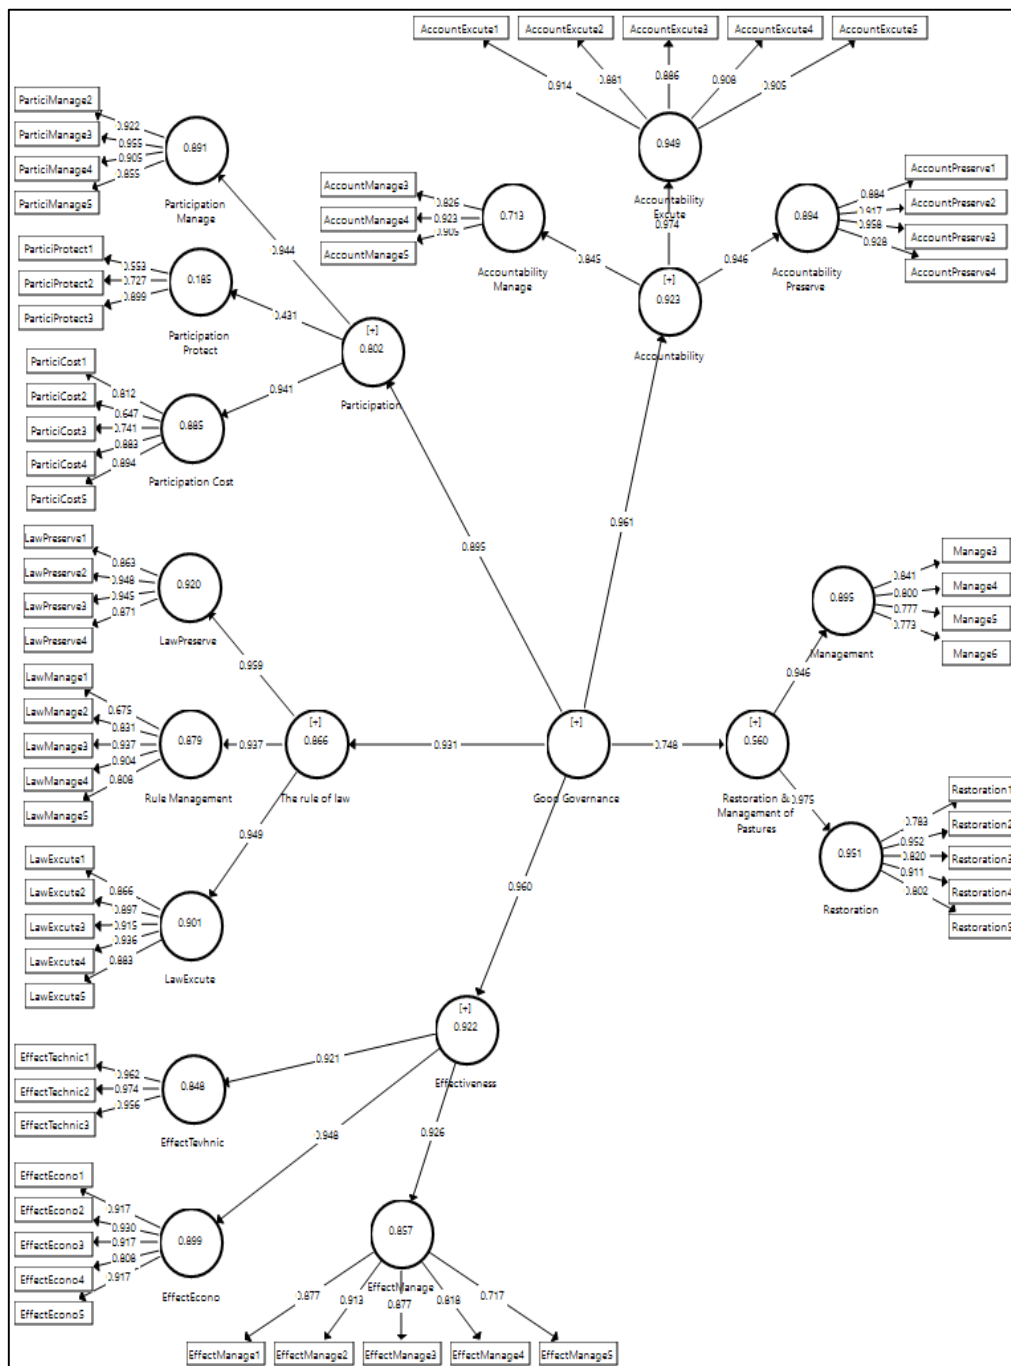 AccountExcute1
AccountExcute2
AccountExcute3
AccountExcute4
AccountExcute5
0.914
0.881
0.886
0.908
0.905
0.949
Accountability
Excute
0.974
ParticiManage2
ParticiManage3
ParticiManage4
ParticiManage5
0.922
0.955
0.905
0.855
0.891
Participation
Manage
0.944
AccountManage3
AccountManage4
AccountManage5
0.826
0.923
0.905
0.713
Accountability
Manage
0.845
AccountPreserve1
AccountPreserve2
AccountPreserve3
AccountPreserve4
0.884
0.917
0.958
0.928
0.894
Accountability
Preserve
0.946
[+]
0.923
Accountability
ParticiProtect1
ParticiProtect2
ParticiProtect3
0.553
0.727
0.899
0.185
Participation
Protect
0.431
[+]
0.802
Participation
0.941
ParticiCost1
ParticiCost2
ParticiCost3
ParticiCost4
ParticiCost5
0.812
0.647
0.741
0.883
0.894
0.885
Participation Cost
0.961
0.895
LawPreserve1
LawPreserve2
LawPreserve3
LawPreserve4
0.863
0.948
0.945
0.871
0.920
LawPreserve
0.959
Manage3
Manage4
Manage5
Manage6
0.841
0.800
0.777
0.773
0.895
Management
0.946
LawManage1
LawManage2
LawManage3
LawManage4
LawManage5
0.675
0.831
0.937
0.904
0.808
0.879
Rule Management
0.937
[+]
0.866
The rule of law
0.931
[+]
Good Governance
0.748
[+]
0.560
Restoration &
Management of
Pastures
0.975
Restoration1
Restoration2
Restoration3
Restoration4
Restoration5
0.783
0.952
0.820
0.911
0.802
0.951
Restoration
0.949
LawExcute1
LawExcute2
LawExcute3
LawExcute4
LawExcute5
0.866
0.897
0.915
0.936
0.883
0.901
LawExcute
0.960
[+]
0.922
Effectiveness
EffectTechnic1
EffectTechnic2
EffectTechnic3
0.962
0.974
0.956
0.848
EffectTevhnic
0.921
0.948
0.926
EffectEcono1
EffectEcono2
EffectEcono3
EffectEcono4
EffectEcono5
0.917
0.930
0.917
0.808
0.917
0.899
EffectEcono
0.857
EffectManage
0.877
0.913
0.877
0.818
0.717
EffectManage1
EffectManage2
EffectManage3
EffectManage4
EffectManage5